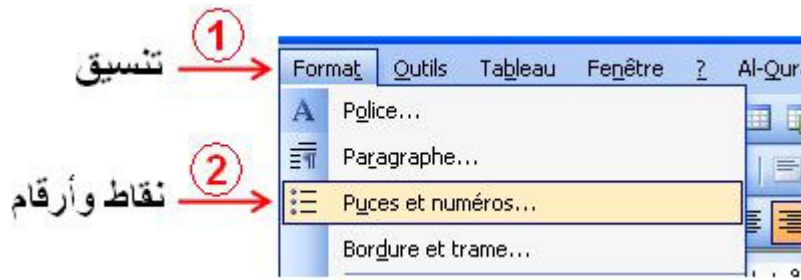 1
تنسيق
Format Outils Tableau Fenêtre ? Al-Qur
Police...
Paragraphe...
2
نقاط وأرقام
Puces et numéros...
Bordure et trame...